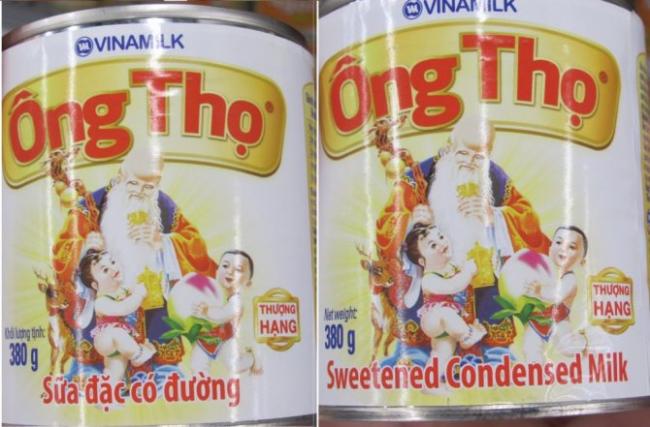 VINAMILK
Ông Thọ
THƯỢNG
HẠNG
Khối lượng tịnh:
380 g
Sữa đặc có đường
VINAMILK
Ông Thọ
THƯỢNG
HẠNG
Net weight:
380 g
Sweetened Condensed Milk